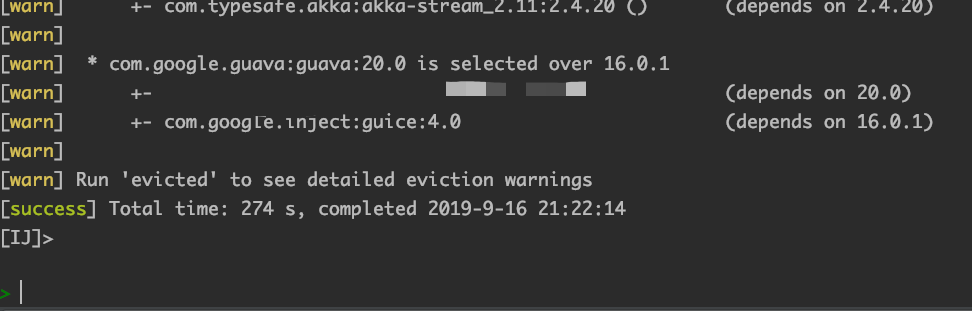 [warn] +- com.typesafe.akka:akka-stream_2.11:2.4.20 () (depends on 2.4.20)
[warn]
[warn] * com.google.guava:guava:20.0 is selected over 16.0.1
[warn] +- (depends on 20.0)
[warn] +- com.google.inject:guice:4.0 (depends on 16.0.1)
[warn]
[warn] Run 'evicted' to see detailed eviction warnings
[success] Total time: 274 s, completed 2019-9-16 21:22:14
[IJ]>
>